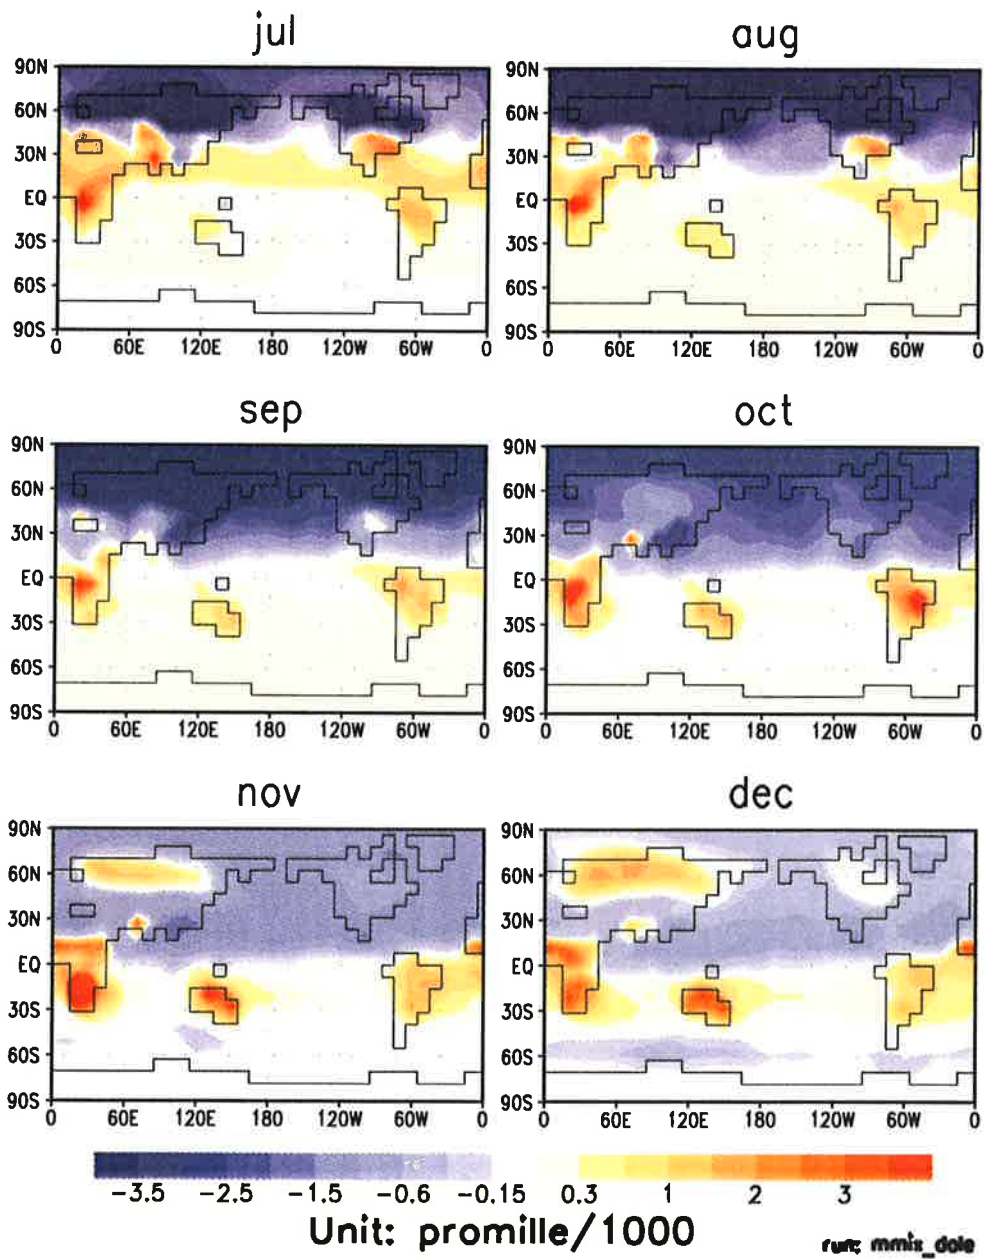 jul aug
90N 90N
60N 60N
30N 30N
EQ EQ
30S 30S
60S 60S
90S 90S
0 60E 120E 180 120W 60W 0 0 60E 120E 180 120W 60W 0
sep oct
90N 90N
60N 60N
30N 30N
EQ EQ
30S 30S
60S 60S
90S 90S
0 60E 120E 180 120W 60W 0 0 60E 120E 180 120W 60W 0
nov dec
90N 90N
60N 60N
30N 30N
EQ EQ
30S 30S
60S 60S
90S 90S
0 60E 120E 180 120W 60W 0 0 60E 120E 180 120W 60W 0
−3.5 −2.5 −1.5 −0.6 −0.15 0.3 1 2 3
Unit: promille/1000
run: mmix_dole